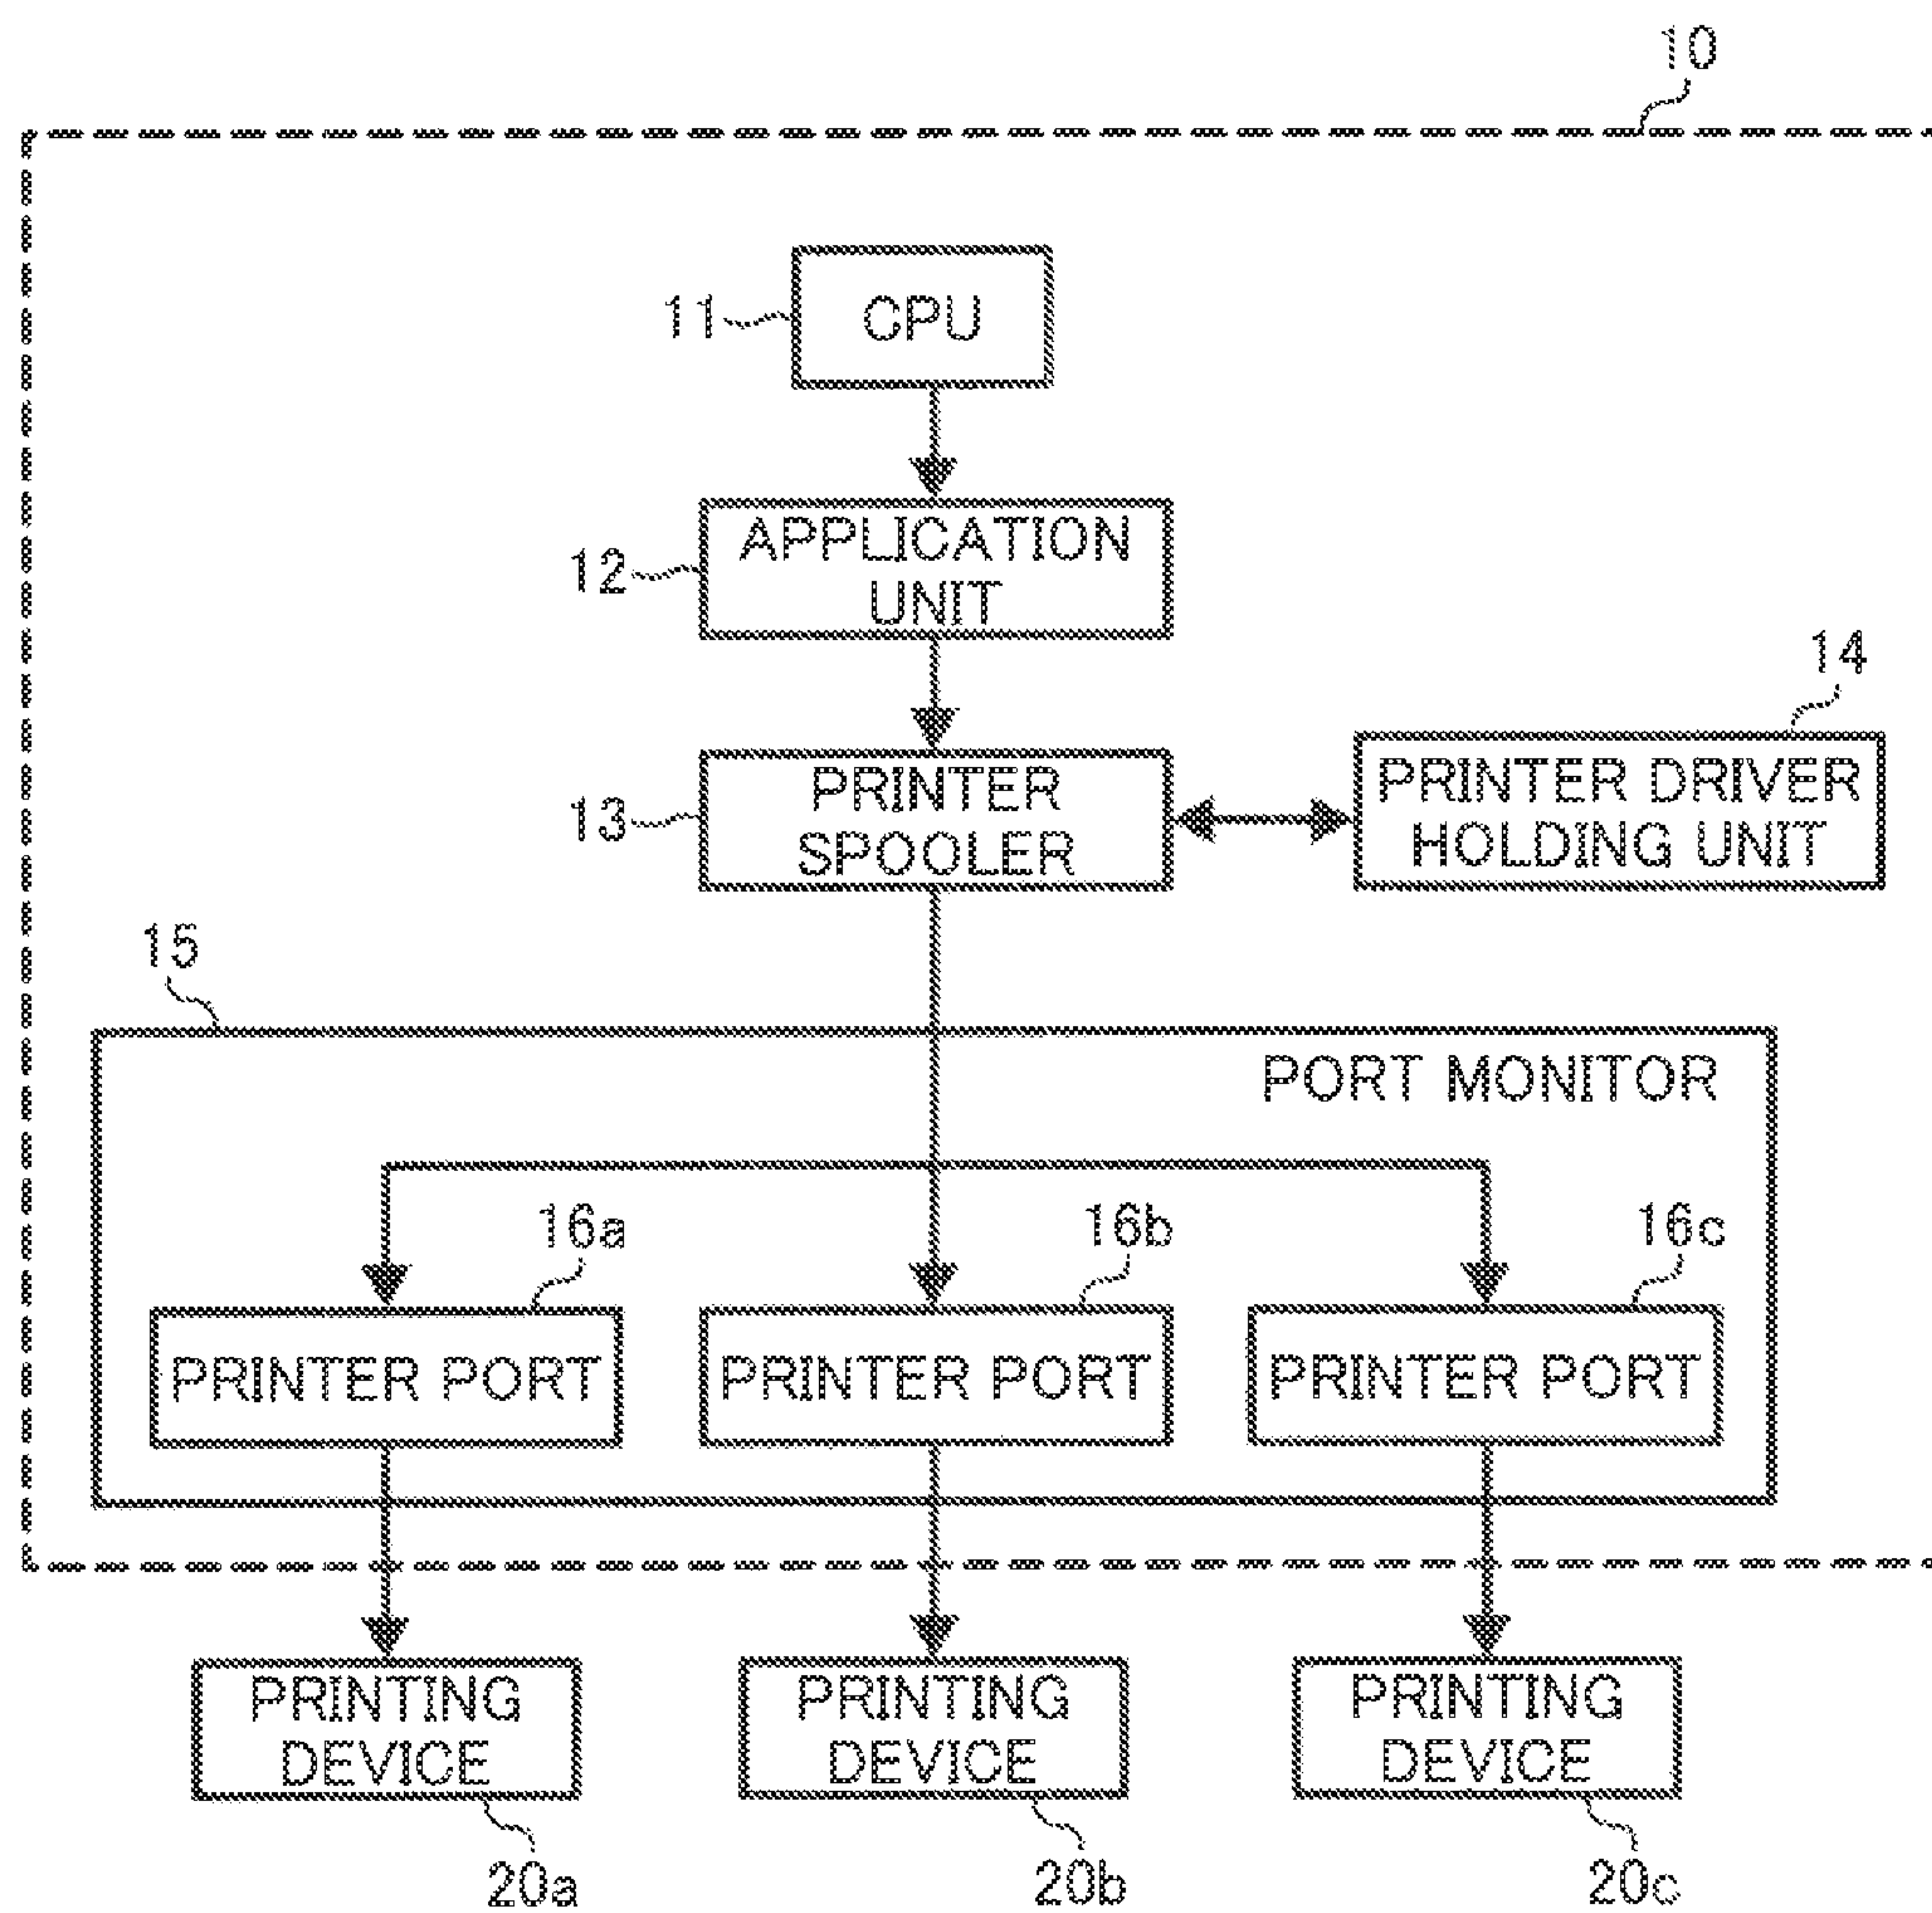 10
11
CPU
12
APPLICATION
UNIT
13
PRINTER
SPOOLER
14
PRINTER DRIVER
HOLDING UNIT
15
PORT MONITOR
16a
16b
16c
PRINTER PORT
PRINTER PORT
PRINTER PORT
PRINTING
DEVICE
PRINTING
DEVICE
PRINTING
DEVICE
20a
20b
20c